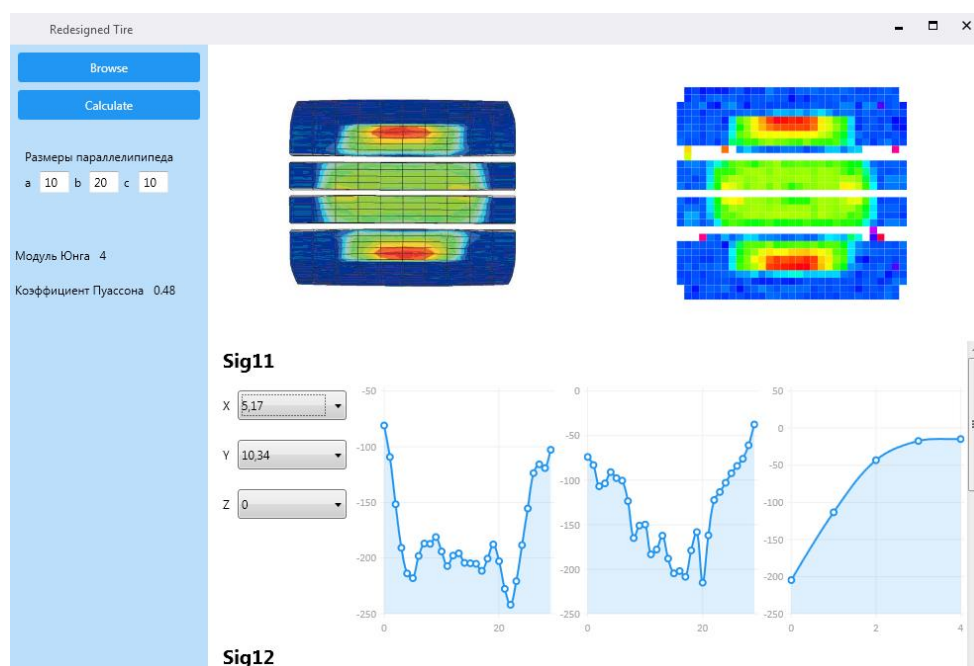 Redesigned Tire
Browse
Calculate
Размеры параллелипипеда
a 10 b 20 c 10
Модуль Юнга 4
Коэффициент Пуассона 0.48
Sig11
X 5,17
Y 10,34
Z 0
-50
-100
-150
-200
-250
0 20
0
-50
-100
-150
-200
-250
0 20
50
0
-50
-100
-150
-200
-250
0 2 4
Sig12